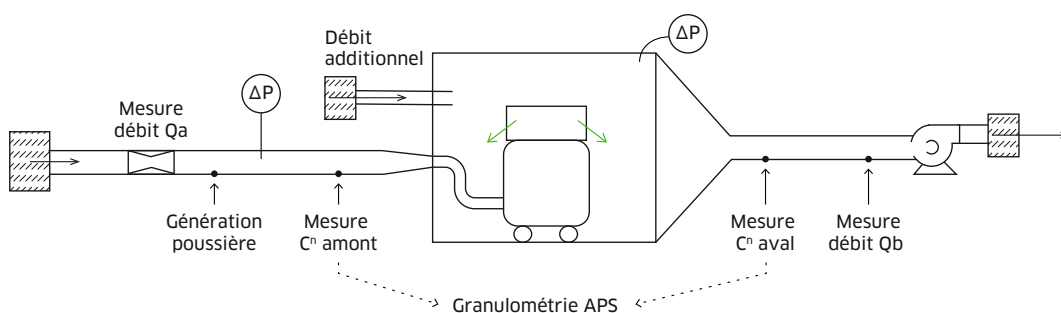 ΔP
Débit
additionnel
ΔP
Mesure
débit Qa
Génération
poussière
Mesure
Cⁿ amont
Mesure
Cⁿ aval
Mesure
débit Qb
Granulométrie APS